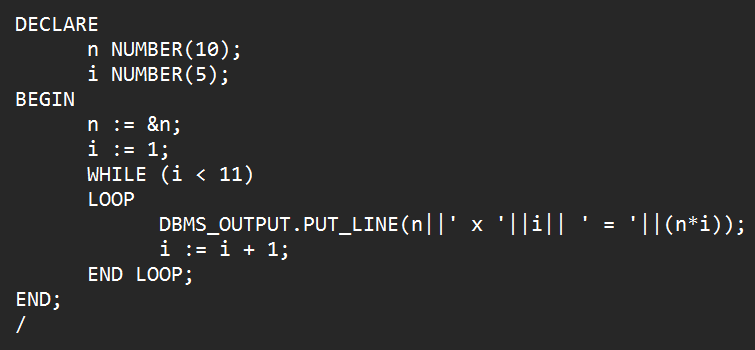 DECLARE
n NUMBER(10);
i NUMBER(5);
BEGIN
n := &n;
i := 1;
WHILE (i < 11)
LOOP
DBMS_OUTPUT.PUT_LINE(n||' x '||i|| ' = '||(n*i));
i := i + 1;
END LOOP;
END;
/